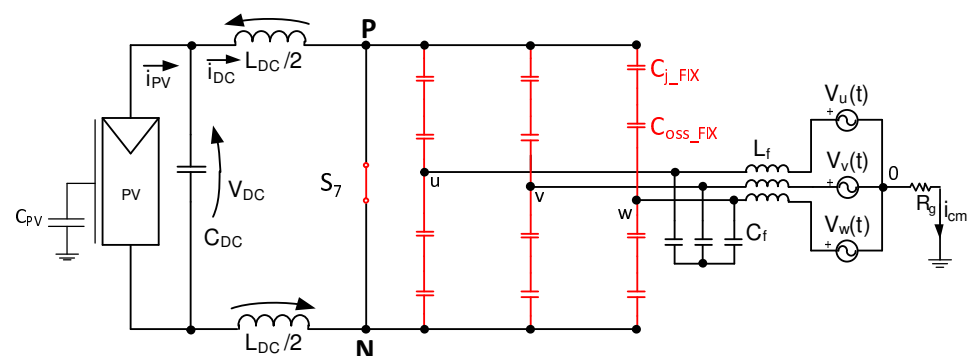 P
L_DC/2
i_PV
i_DC
C_j_FIX
C_oss_FIX
V_u(t)
+
L_f
V_v(t)
+
0
PV
V_DC
S_7
u
v
w
C_PV
C_DC
C_f
V_w(t)
+
R_g
i_cm
L_DC/2
N